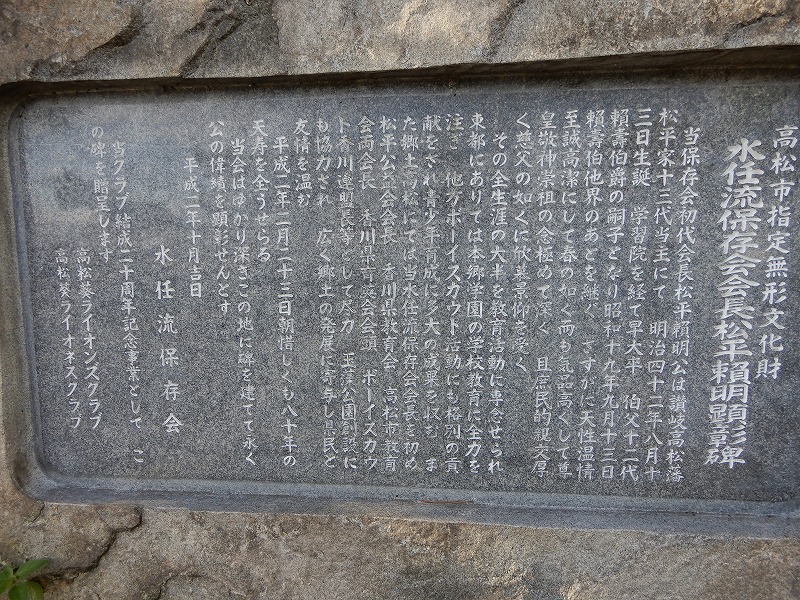 高松市指定無形文化財
水任流保存会会長松平賴明顕彰碑
当保存会初代会長松平賴明公は讃岐高松藩
松平家十三代当主にて 明治四十二年八月十
三日生誕 学習院を経て早大卒 伯父十二代
賴壽伯爵の嗣子となり昭和十九年九月十三日
賴壽伯他界のあとを継ぐ さすがに天性温情
至誠高潔にして春の如く而も気品高くして尊
皇敬神崇祖の念極めて深く 且庶民的親交厚
く慈父の如くに欣慕景仰を受く
その全生涯の大半を教育活動に専念せられ
東都にありては本郷学園の学校教育に全力を
注ぎ 他方ボーイスカウト活動にも格別の貢
献をされ青少年育成に多大の成果を収む ま
た郷土高松にては当水任流保存会会長を初め
松平公益会会長 香川県教育会 高松市教育
会両会長 香川県育英会会頭 ボーイスカウ
ト香川連盟長等として尽力 玉藻公園創設に
も協力され 広く郷土の発展に寄与し県民と
友情を温む
平成二年二月二十三日朝惜しくも八十年の
天寿を全うせらる
当会はゆかり深きこの地に碑を建てて永く
公の偉績を顕彰せんとす
平成二年十月吉日
水任流保存会
当クラブ結成二十周年記念事業として こ
の碑を贈呈します
高松葵ライオンズクラブ
高松葵ライオネスクラブ